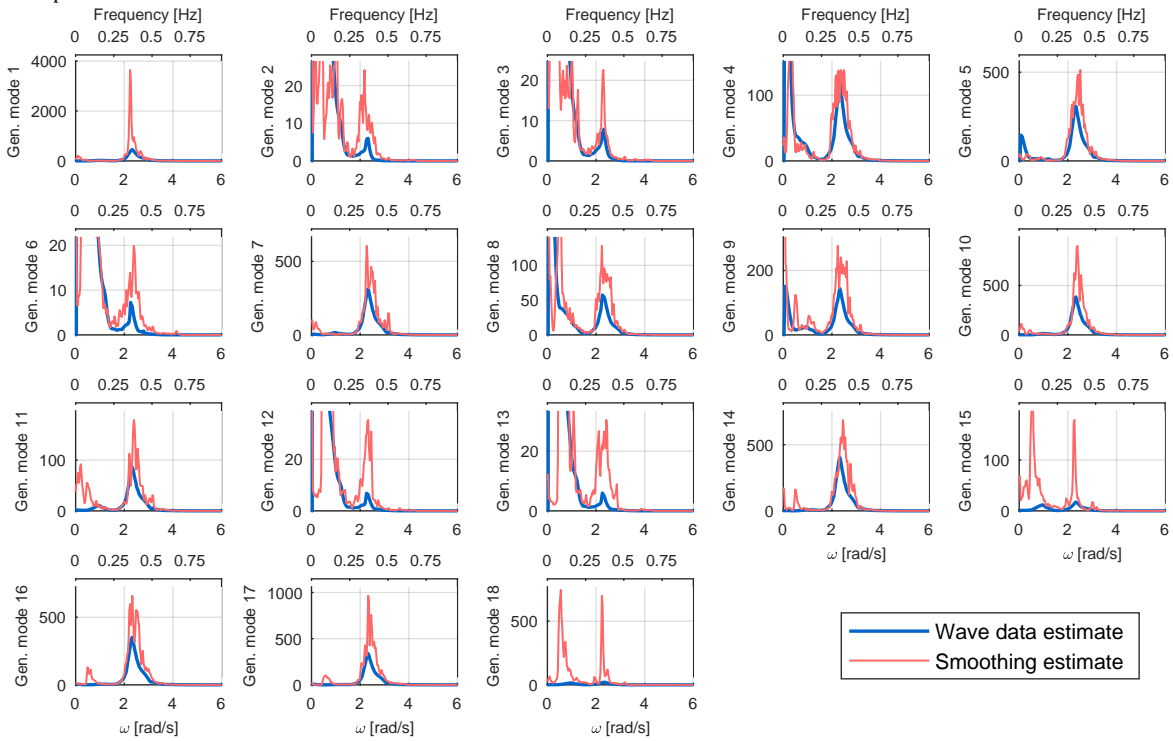 Frequency [Hz] Frequency [Hz] Frequency [Hz] Frequency [Hz] Frequency [Hz]
0 0.25 0.5 0.75 0 0.25 0.5 0.75 0 0.25 0.5 0.75 0 0.25 0.5 0.75 0 0.25 0.5 0.75
Gen. mode 1 4000 2000 0 0 2 4 6
Gen. mode 2 20 10 0 0 2 4 6
Gen. mode 3 20 10 0 0 2 4 6
Gen. mode 4 100 0 0 2 4 6
Gen. mode 5 500 0 0 2 4 6
0 0.25 0.5 0.75 0 0.25 0.5 0.75 0 0.25 0.5 0.75 0 0.25 0.5 0.75 0 0.25 0.5 0.75
Gen. mode 6 20 10 0 0 2 4 6
Gen. mode 7 500 0 0 2 4 6
Gen. mode 8 100 50 0 0 2 4 6
Gen. mode 9 200 0 0 2 4 6
Gen. mode 10 500 0 0 2 4 6
0 0.25 0.5 0.75 0 0.25 0.5 0.75 0 0.25 0.5 0.75 0 0.25 0.5 0.75 0 0.25 0.5 0.75
Gen. mode 11 100 0 0 2 4 6
Gen. mode 12 20 0 0 2 4 6
Gen. mode 13 20 0 0 2 4 6
Gen. mode 14 500 0 0 2 4 6
ω [rad/s]
Gen. mode 15 100 0 0 2 4 6
ω [rad/s]
0 0.25 0.5 0.75 0 0.25 0.5 0.75 0 0.25 0.5 0.75
Gen. mode 16 500 0 0 2 4 6
ω [rad/s]
Gen. mode 17 1000 500 0 0 2 4 6
ω [rad/s]
Gen. mode 18 500 0 0 2 4 6
ω [rad/s]
Wave data estimate
Smoothing estimate